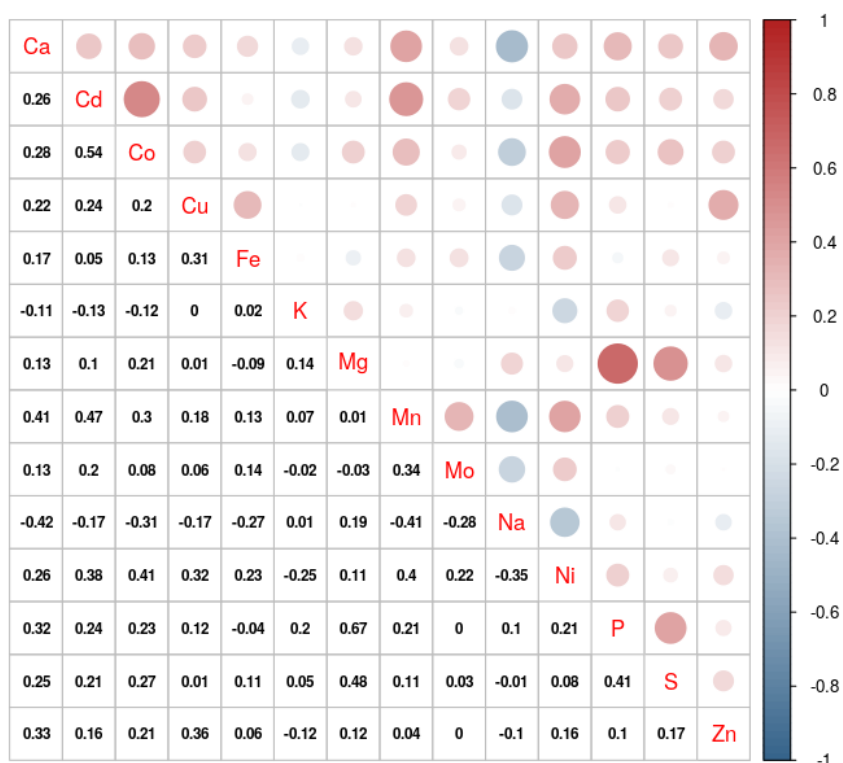 Ca
0.26 Cd
0.28 0.54 Co
0.22 0.24 0.2 Cu
0.17 0.05 0.13 0.31 Fe
-0.11 -0.13 -0.12 0 0.02 K
0.13 0.1 0.21 0.01 -0.09 0.14 Mg
0.41 0.47 0.3 0.18 0.13 0.07 0.01 Mn
0.13 0.2 0.08 0.06 0.14 -0.02 -0.03 0.34 Mo
-0.42 -0.17 -0.31 -0.17 -0.27 0.01 0.19 -0.41 -0.28 Na
0.26 0.38 0.41 0.32 0.23 -0.25 0.11 0.4 0.22 -0.35 Ni
0.32 0.24 0.23 0.12 -0.04 0.2 0.67 0.21 0 0.1 0.21 P
0.25 0.21 0.27 0.01 0.11 0.05 0.48 0.11 0.03 -0.01 0.08 0.41 S
0.33 0.16 0.21 0.36 0.06 -0.12 0.12 0.04 0 -0.1 0.16 0.1 0.17 Zn
1
0.8
0.6
0.4
0.2
0
-0.2
-0.4
-0.6
-0.8
-1